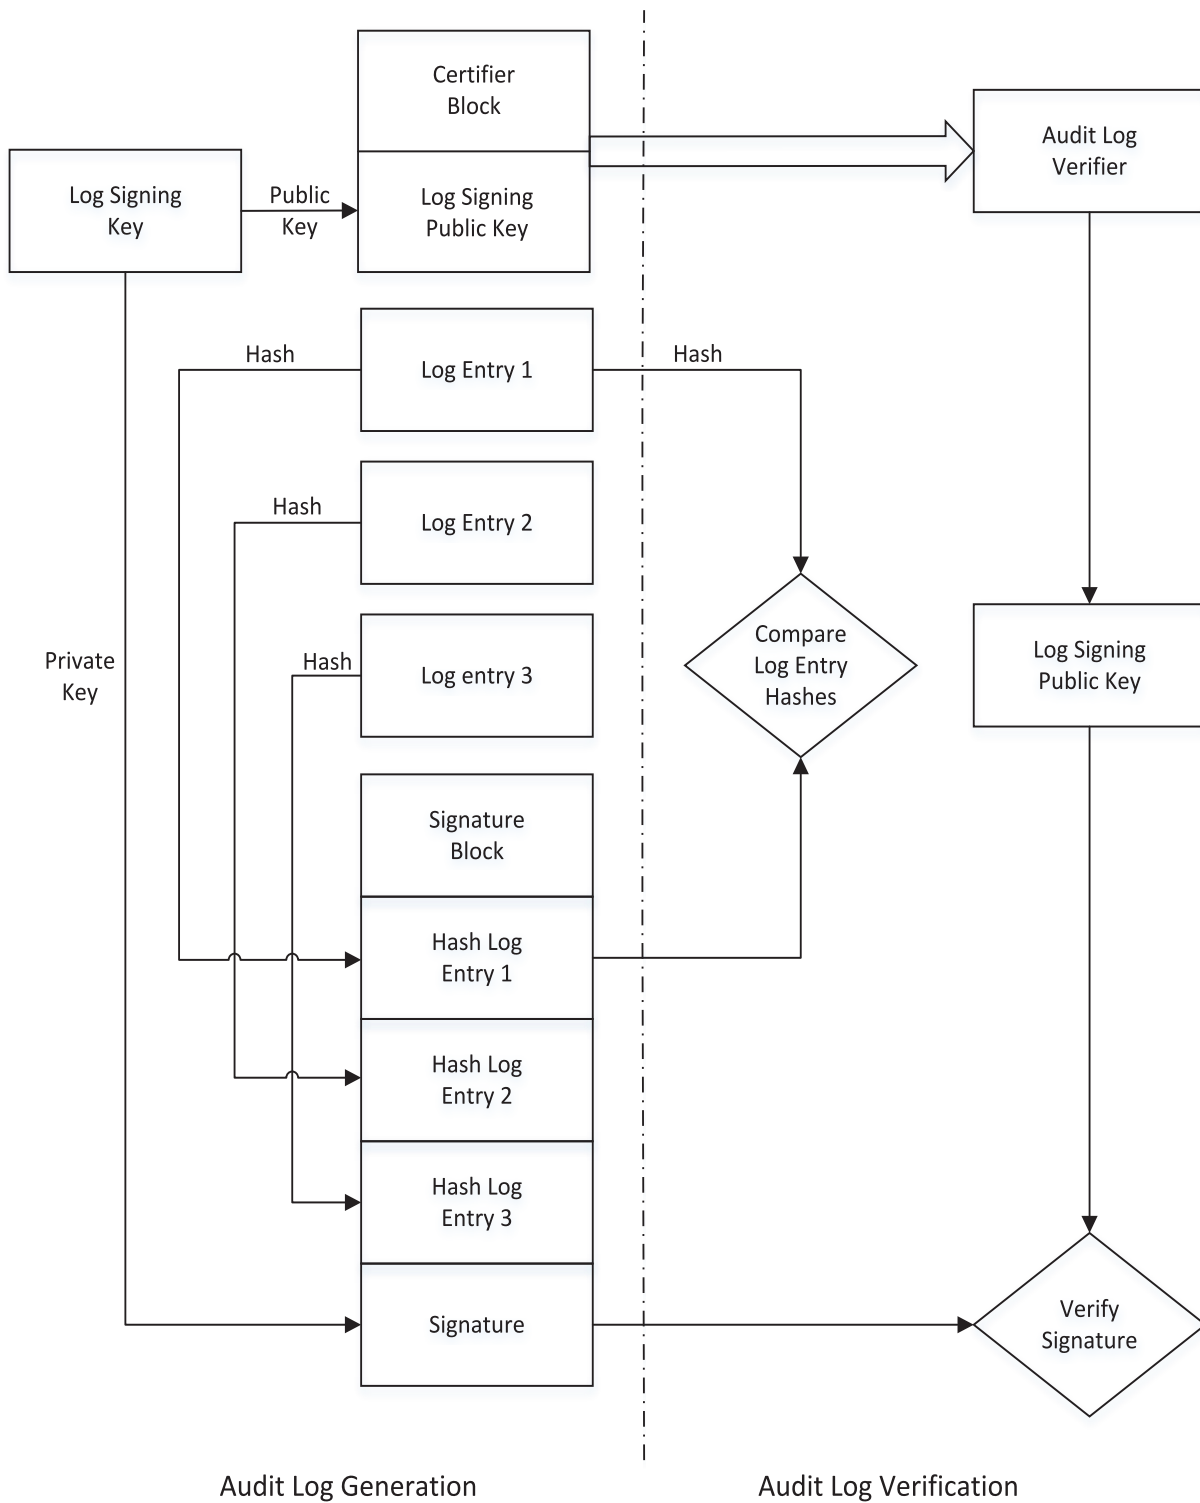 Certifier
Block
Audit Log
Verifier
Log Signing
Key
Public
Key
Log Signing
Public Key
Hash
Log Entry 1
Hash
Hash
Log Entry 2
Compare
Log Entry
Hashes
Log Signing
Public Key
Private
Key
Hash
Log entry 3
Signature
Block
Hash Log
Entry 1
Hash Log
Entry 2
Hash Log
Entry 3
Signature
Verify
Signature
Audit Log Generation
Audit Log Verification